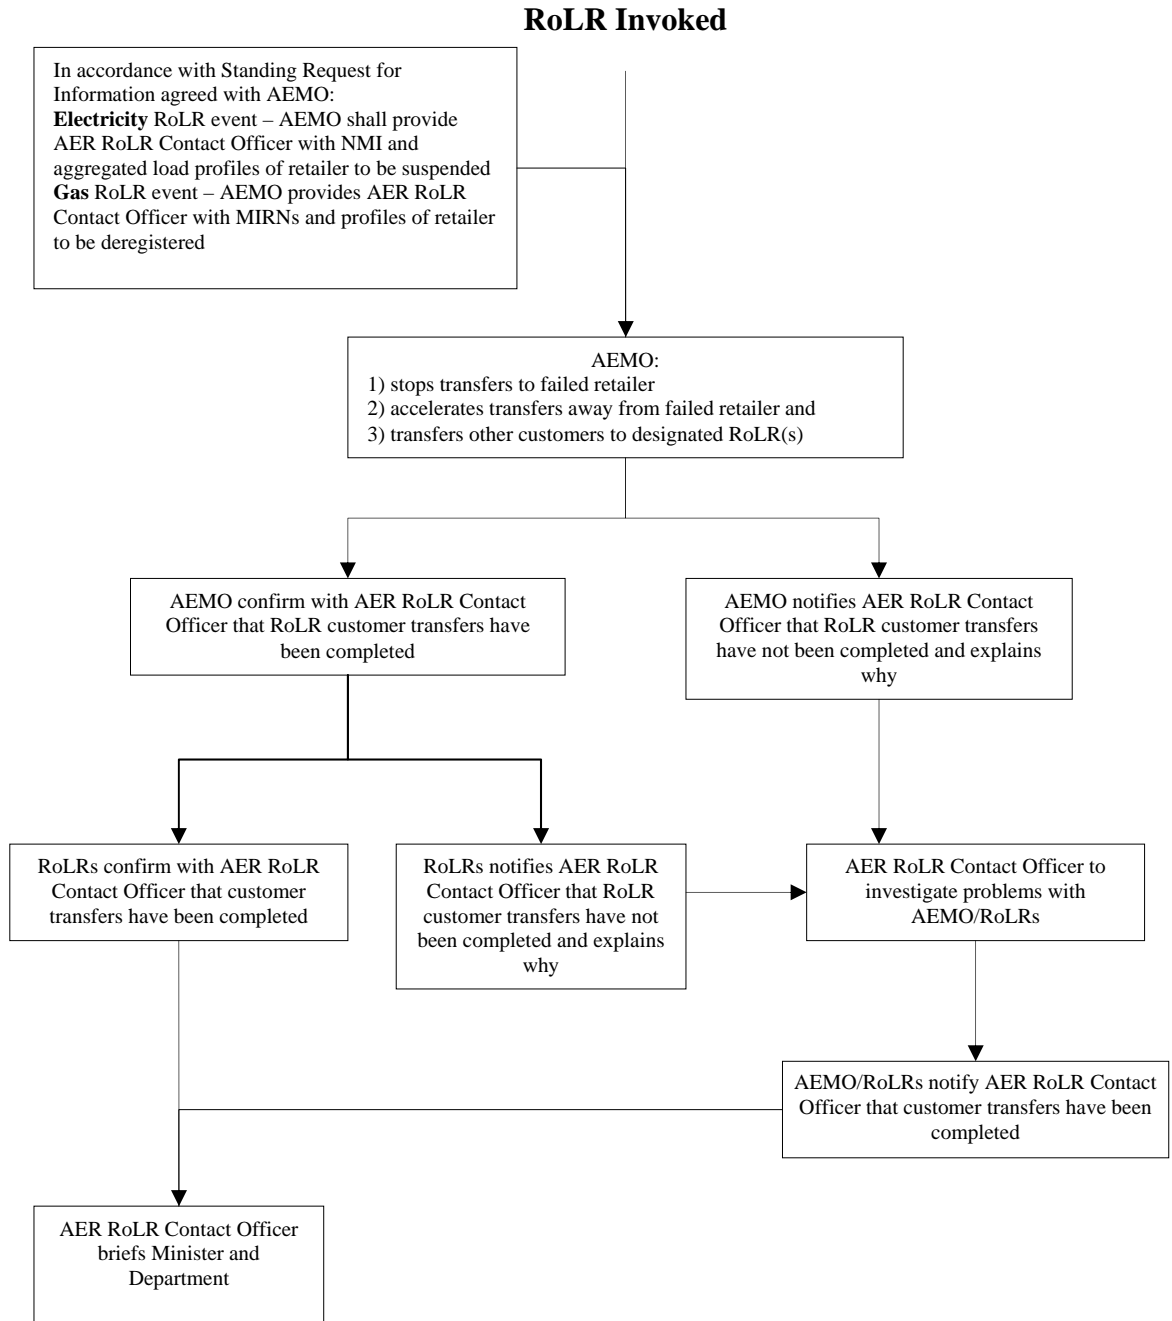 RoLR Invoked
In accordance with Standing Request for
Information agreed with AEMO:
Electricity RoLR event – AEMO shall provide
AER RoLR Contact Officer with NMI and
aggregated load profiles of retailer to be suspended
Gas RoLR event – AEMO provides AER RoLR
Contact Officer with MIRNs and profiles of retailer
to be deregistered
AEMO:
1) stops transfers to failed retailer
2) accelerates transfers away from failed retailer and
3) transfers other customers to designated RoLR(s)
AEMO confirm with AER RoLR Contact
Officer that RoLR customer transfers have
been completed
AEMO notifies AER RoLR Contact
Officer that RoLR customer transfers
have not been completed and explains
why
RoLRs confirm with AER RoLR
Contact Officer that customer
transfers have been completed
RoLRs notifies AER RoLR
Contact Officer that RoLR
customer transfers have not
been completed and explains
why
AER RoLR Contact Officer to
investigate problems with
AEMO/RoLRs
AEMO/RoLRs notify AER RoLR Contact
Officer that customer transfers have been
completed
AER RoLR Contact Officer
briefs Minister and
Department